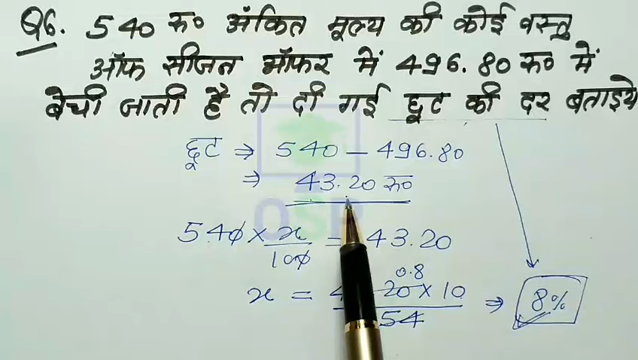 Q6. 540 रु० अंकित मूल्य की कोई वस्तु
ऑफ सीजन ऑफर में 496.80 रु० में
बेची जाती है तो दी गई छूट की दर बताइये
छूट ⇒ 540 – 496.80
⇒ 43.20 रु०
540 × x/100 = 43.20
0.8
x = 4 20 × 10 ⇒ 8%
54